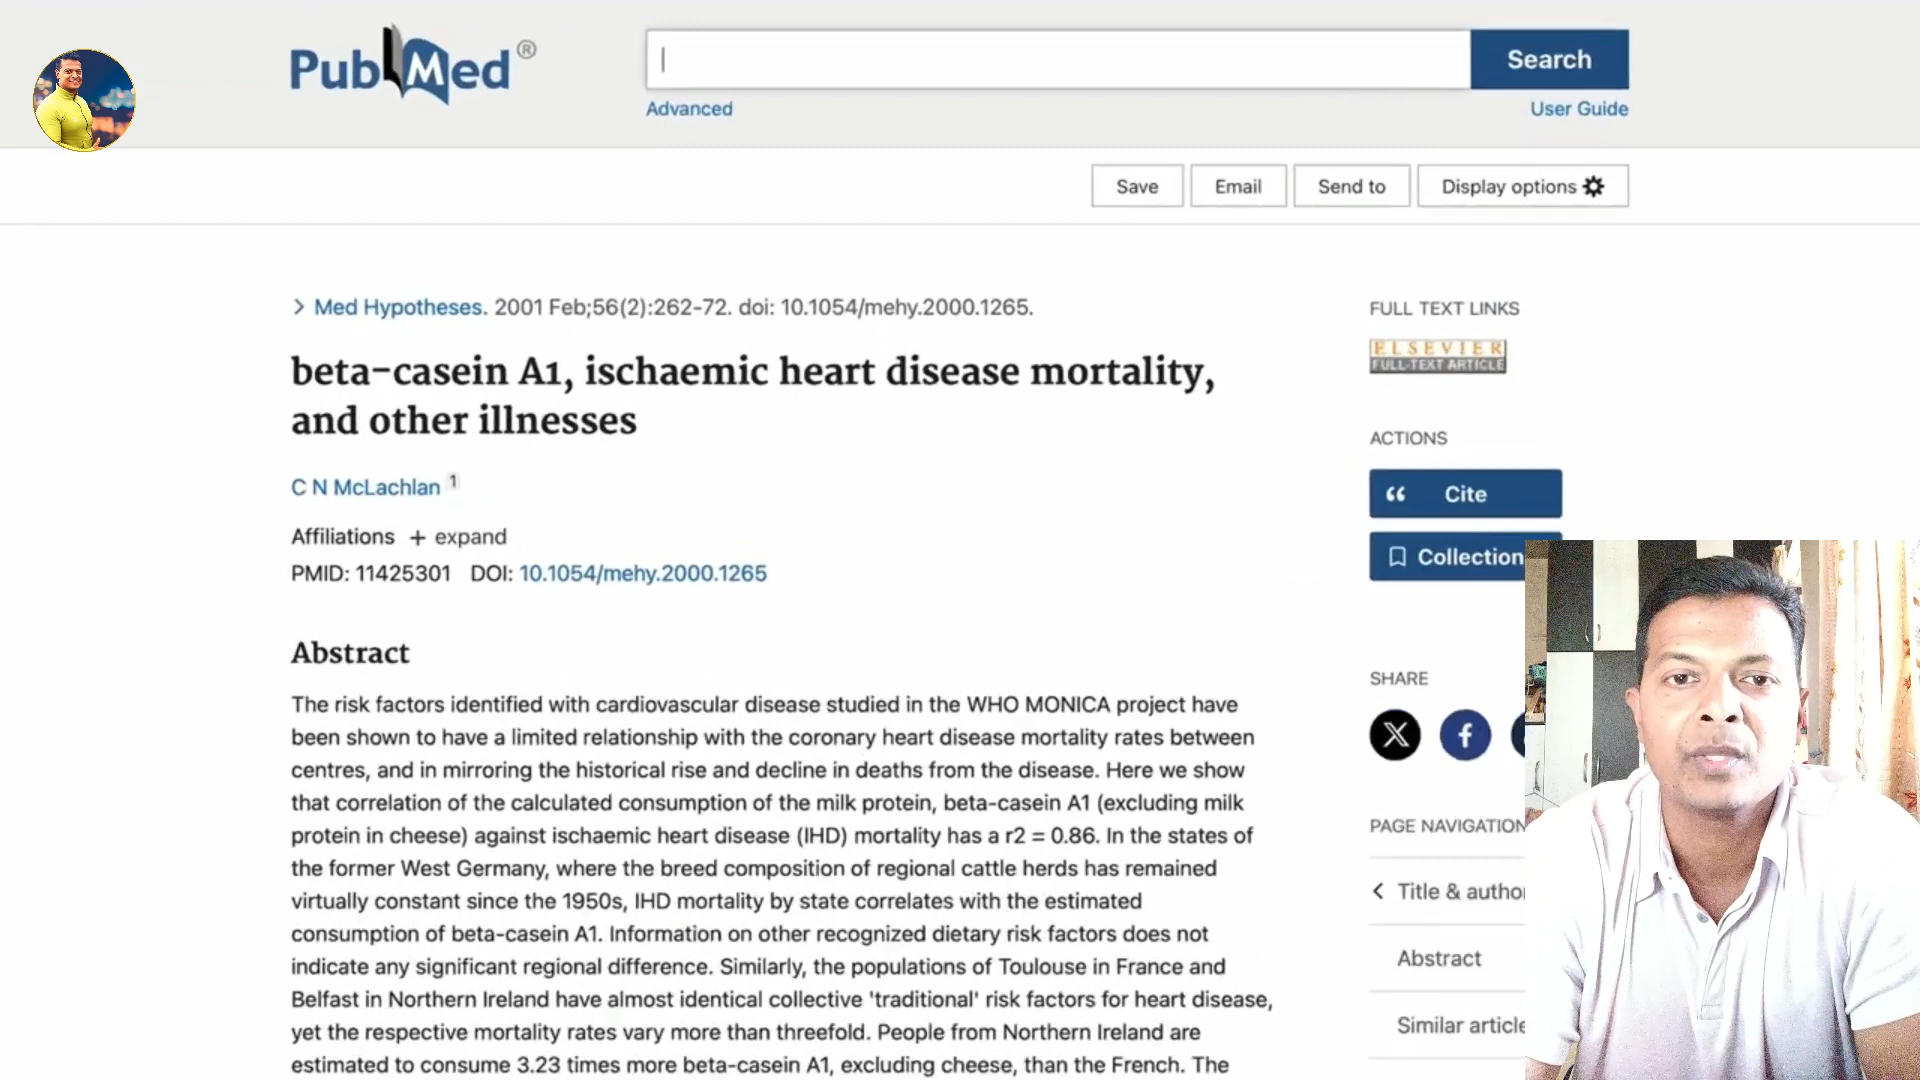 PubMed®
Search
Advanced
User Guide
Save
Email
Send to
Display options
Med Hypotheses. 2001 Feb;56(2):262-72. doi: 10.1054/mehy.2000.1265.
beta-casein A1, ischaemic heart disease mortality,
and other illnesses
C N McLachlan 1
Affiliations + expand
PMID: 11425301 DOI: 10.1054/mehy.2000.1265
Abstract
The risk factors identified with cardiovascular disease studied in the WHO MONICA project have
been shown to have a limited relationship with the coronary heart disease mortality rates between
centres, and in mirroring the historical rise and decline in deaths from the disease. Here we show
that correlation of the calculated consumption of the milk protein, beta-casein A1 (excluding milk
protein in cheese) against ischaemic heart disease (IHD) mortality has a r2 = 0.86. In the states of
the former West Germany, where the breed composition of regional cattle herds has remained
virtually constant since the 1950s, IHD mortality by state correlates with the estimated
consumption of beta-casein A1. Information on other recognized dietary risk factors does not
indicate any significant regional difference. Similarly, the populations of Toulouse in France and
Belfast in Northern Ireland have almost identical collective 'traditional' risk factors for heart disease,
yet the respective mortality rates vary more than threefold. People from Northern Ireland are
estimated to consume 3.23 times more beta-casein A1, excluding cheese, than the French. The
FULL TEXT LINKS
ELSEVIER
FULL-TEXT ARTICLE
ACTIONS
Cite
Collection
SHARE
PAGE NAVIGATION
Title & author
Abstract
Similar article